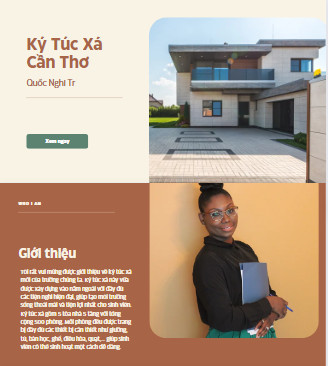 Ký Túc Xá
Cần Thơ
Quốc Nghi Tr
Xem ngay
Giới thiệu
Tôi rất vui mừng được giới thiệu về ký túc xá
mới của trường chúng ta. Ký túc xá này vừa
được xây dựng vào năm ngoái với đầy đủ
các tiện nghi hiện đại, giúp tạo môi trường
sống thoải mái và tiện lợi nhất cho sinh viên.
Ký túc xá gồm 5 tòa nhà 5 tầng với tổng
cộng 500 phòng. Mỗi phòng đều được trang
bị đầy đủ các thiết bị cần thiết như giường,
tủ, bàn học, ghế, điều hòa, quạt,... giúp sinh
viên có thể sinh hoạt một cách dễ dàng.